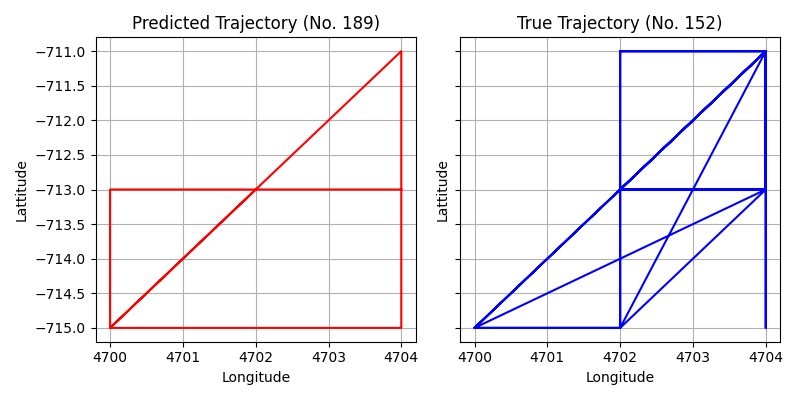 Predicted Trajectory (No. 189)
True Trajectory (No. 152)
Lattitude
−711.0
−711.5
−712.0
−712.5
−713.0
−713.5
−714.0
−714.5
−715.0
4700 4701 4702 4703 4704
Longitude
Lattitude
4700 4701 4702 4703 4704
Longitude